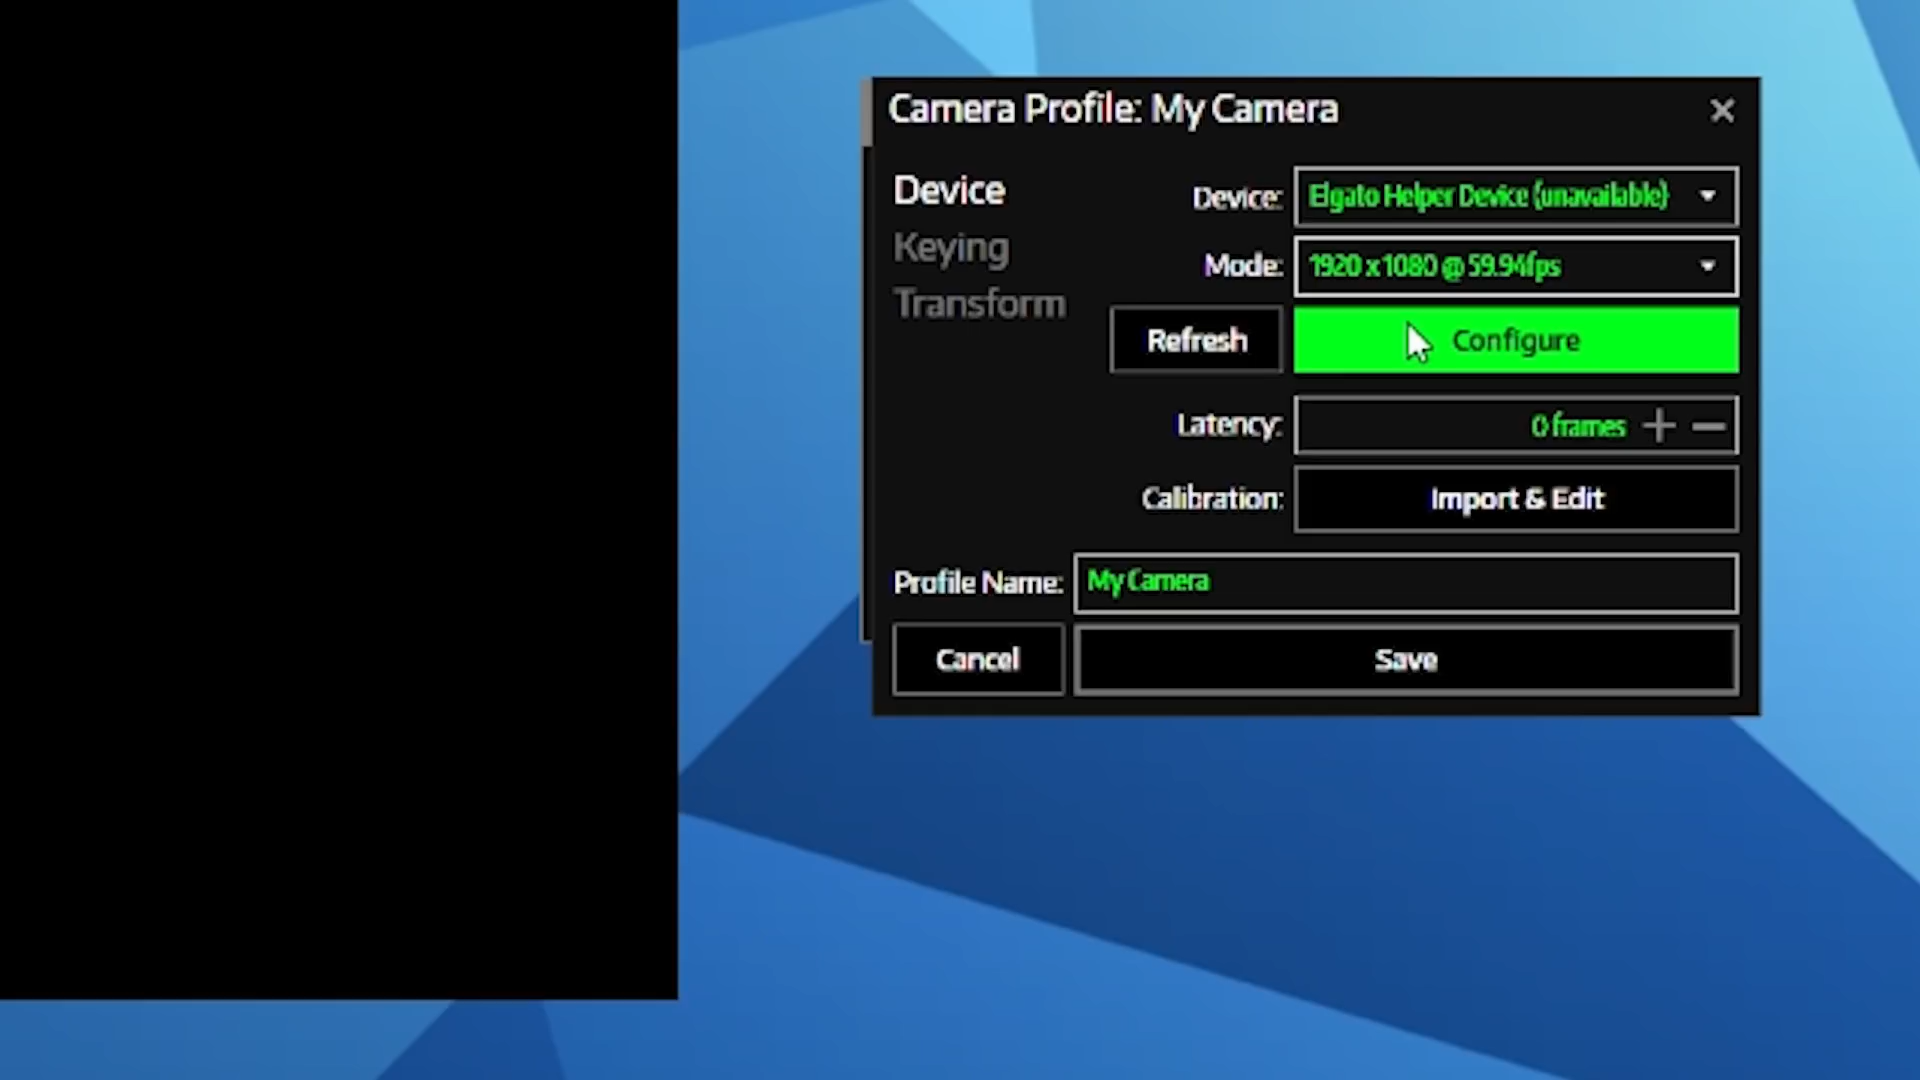 Camera Profile: My Camera
Device
Keying
Transform
Device: Elgato Helper Device (unavailable)
Mode: 1920 x 1080 @ 59.94fps
Refresh Configure
Latency: 0 frames
Calibration: Import & Edit
Profile Name: My Camera
Cancel Save